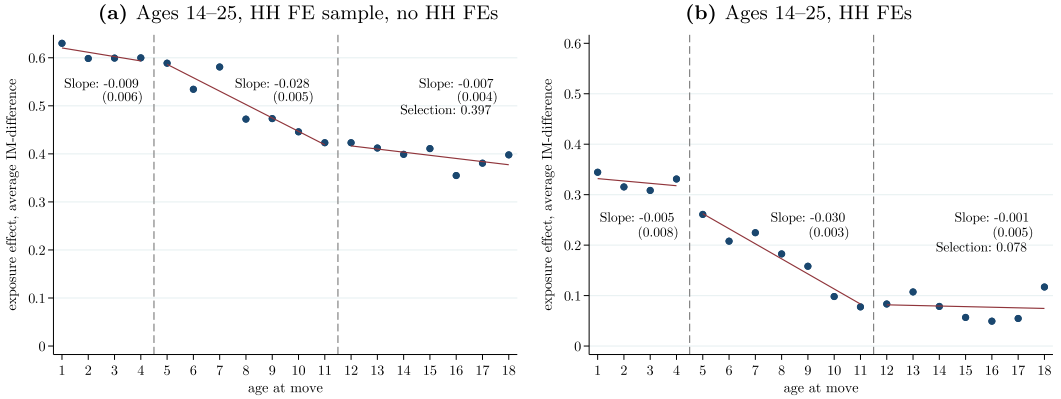 (a) Ages 14–25, HH FE sample, no HH FEs
exposure effect, average IM-difference
0.6
0.5
0.4
0.3
0.2
0.1
0
Slope: -0.009
(0.006)
Slope: -0.028
(0.005)
Slope: -0.007
(0.004)
Selection: 0.397
1 2 3 4 5 6 7 8 9 10 11 12 13 14 15 16 17 18
age at move
(b) Ages 14–25, HH FEs
exposure effect, average IM-difference
0.6
0.5
0.4
0.3
0.2
0.1
0
Slope: -0.005
(0.008)
Slope: -0.030
(0.003)
Slope: -0.001
(0.005)
Selection: 0.078
1 2 3 4 5 6 7 8 9 10 11 12 13 14 15 16 17 18
age at move